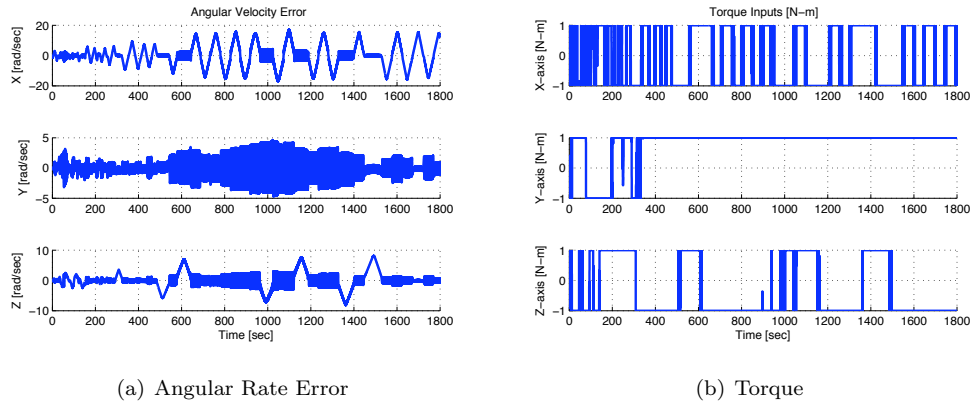 Angular Velocity Error
X [rad/sec]
20
0
−20
0 200 400 600 800 1000 1200 1400 1600 1800
Y [rad/sec]
5
0
−5
0 200 400 600 800 1000 1200 1400 1600 1800
Z [rad/sec]
10
0
−10
0 200 400 600 800 1000 1200 1400 1600 1800
Time [sec]
(a) Angular Rate Error
Torque Inputs [N−m]
X−axis [N−m]
1
0
−1
0 200 400 600 800 1000 1200 1400 1600 1800
Y−axis [N−m]
1
0
−1
0 200 400 600 800 1000 1200 1400 1600 1800
Z−axis [N−m]
1
0
−1
0 200 400 600 800 1000 1200 1400 1600 1800
Time [sec]
(b) Torque